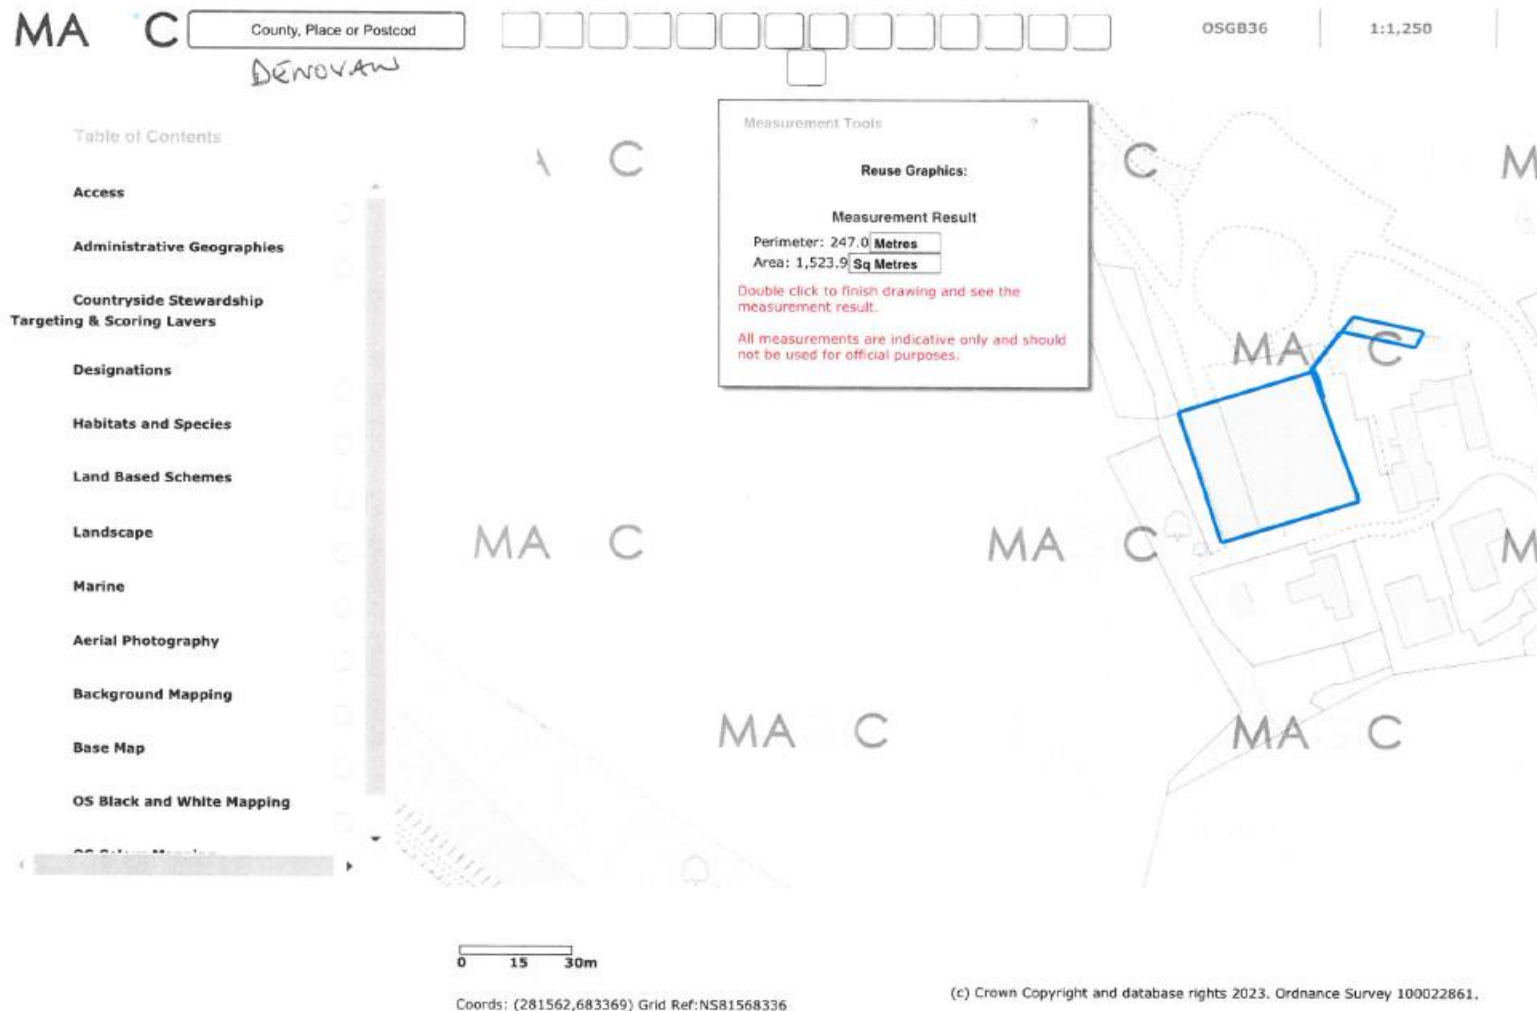 MA C
County, Place or Postcod
OSGB36
1:1,250
DENOVAN
Table of Contents
Access
Administrative Geographies
Countryside Stewardship
Targeting & Scoring Layers
Designations
Habitats and Species
Land Based Schemes
Landscape
Marine
Aerial Photography
Background Mapping
Base Map
OS Black and White Mapping
Measurement Tools ?
Reuse Graphics:
Measurement Result
Perimeter: 247.0 Metres
Area: 1,523.9 Sq Metres
Double click to finish drawing and see the
measurement result.
All measurements are indicative only and should
not be used for official purposes.
C
C
M
MA C
MA C
MA C
M
MA C
MA C
0 15 30m
Coords: (281562,683369) Grid Ref:NS81568336
(c) Crown Copyright and database rights 2023. Ordnance Survey 100022861.